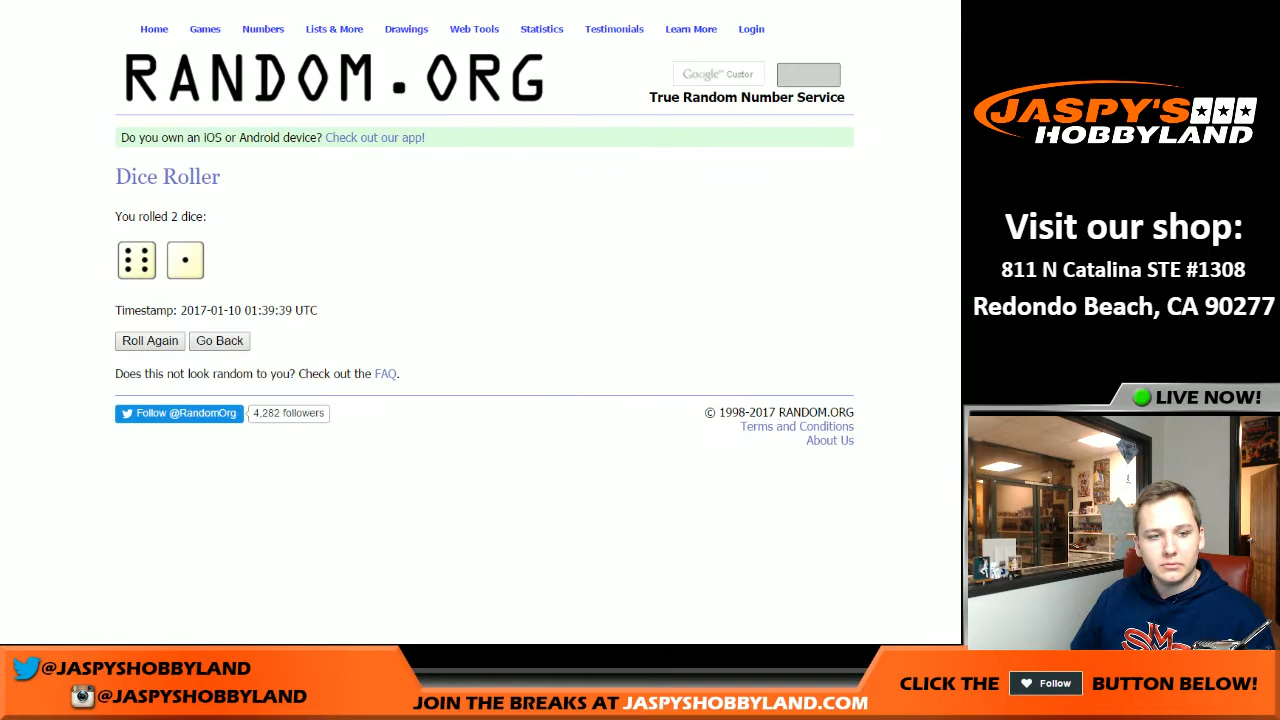 Home Games Numbers Lists & More Drawings Web Tools Statistics Testimonials Learn More Login
RANDOM.ORG
Google™ Custor
True Random Number Service
Do you own an iOS or Android device? Check out our app!
Dice Roller
You rolled 2 dice:
Timestamp: 2017-01-10 01:39:39 UTC
Roll Again Go Back
Does this not look random to you? Check out the FAQ.
Follow @RandomOrg 4,282 followers
© 1998-2017 RANDOM.ORG
Terms and Conditions
About Us
JASPY'S
HOBBYLAND
Visit our shop:
811 N Catalina STE #1308
Redondo Beach, CA 90277
LIVE NOW!
SMC
@JASPYSHOBBYLAND
@JASPYSHOBBYLAND
JOIN THE BREAKS AT JASPYSHOBBYLAND.COM
CLICK THE Follow BUTTON BELOW!